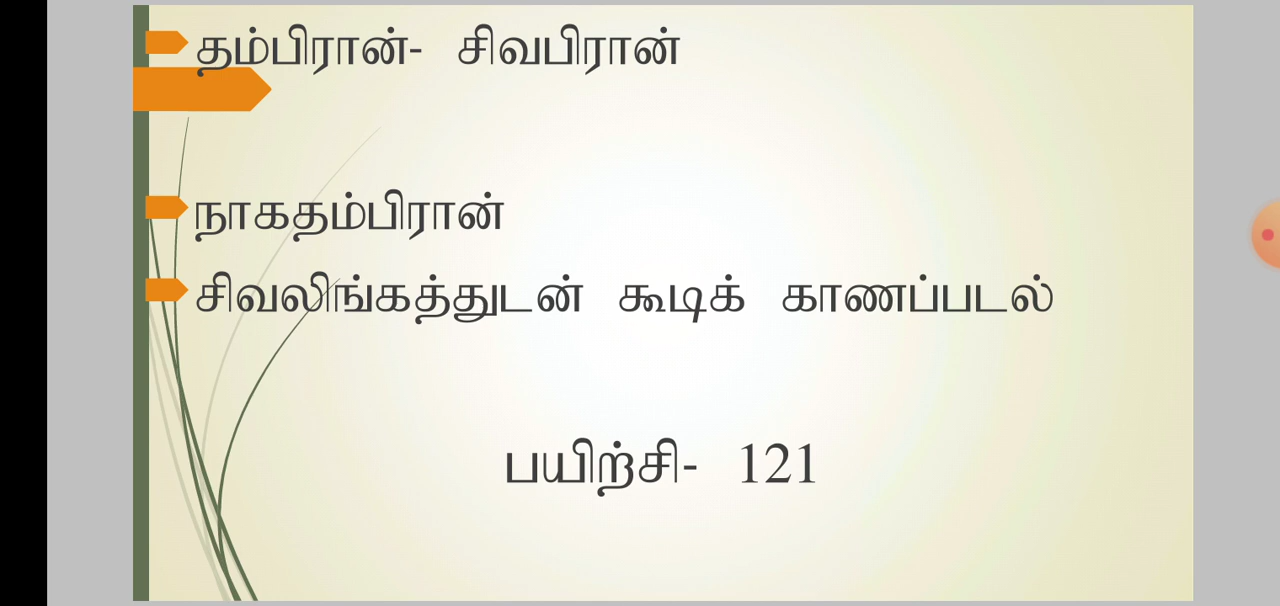 தம்பிரான்- சிவபிரான்
நாகதம்பிரான்
சிவலிங்கத்துடன் கூடிக் காணப்படல்
பயிற்சி- 121